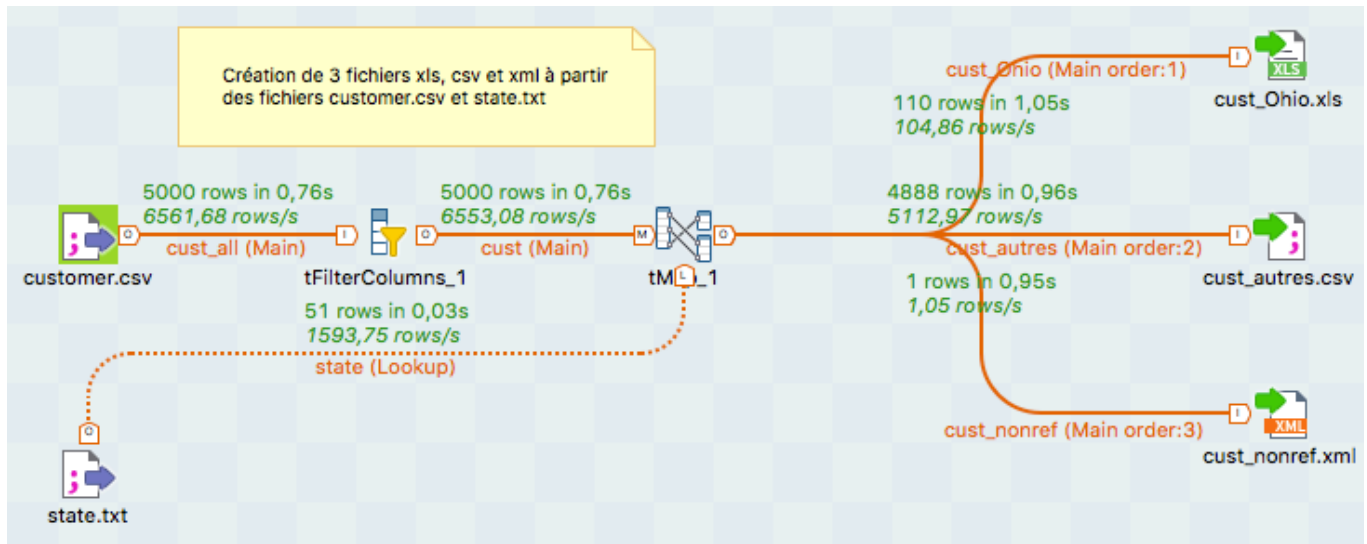 Création de 3 fichiers xls, csv et xml à partir
des fichiers customer.csv et state.txt
cust_Ohio (Main order:1)
XLS
110 rows in 1,05s
104,86 rows/s
cust_Ohio.xls
5000 rows in 0,76s
6561,68 rows/s
cust_all (Main)
5000 rows in 0,76s
6553,08 rows/s
cust (Main)
4888 rows in 0,96s
5112,97 rows/s
cust_autres (Main order:2)
O
I
O
M
O
I
I
customer.csv
tFilterColumns_1
L
cust_autres.csv
51 rows in 0,03s
1593,75 rows/s
state (Lookup)
1 rows in 0,95s
1,05 rows/s
cust_nonref (Main order:3)
I
XML
cust_nonref.xml
O
state.txt